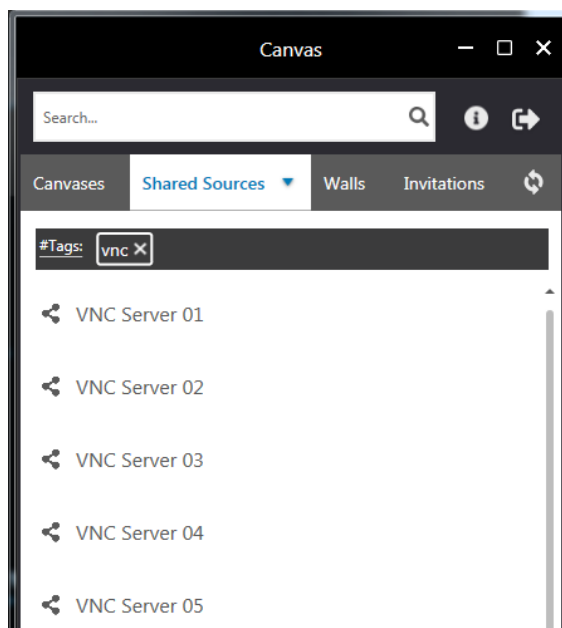 Canvas
Search...
Canvases Shared Sources Walls Invitations
#Tags: vnc
VNC Server 01
VNC Server 02
VNC Server 03
VNC Server 04
VNC Server 05